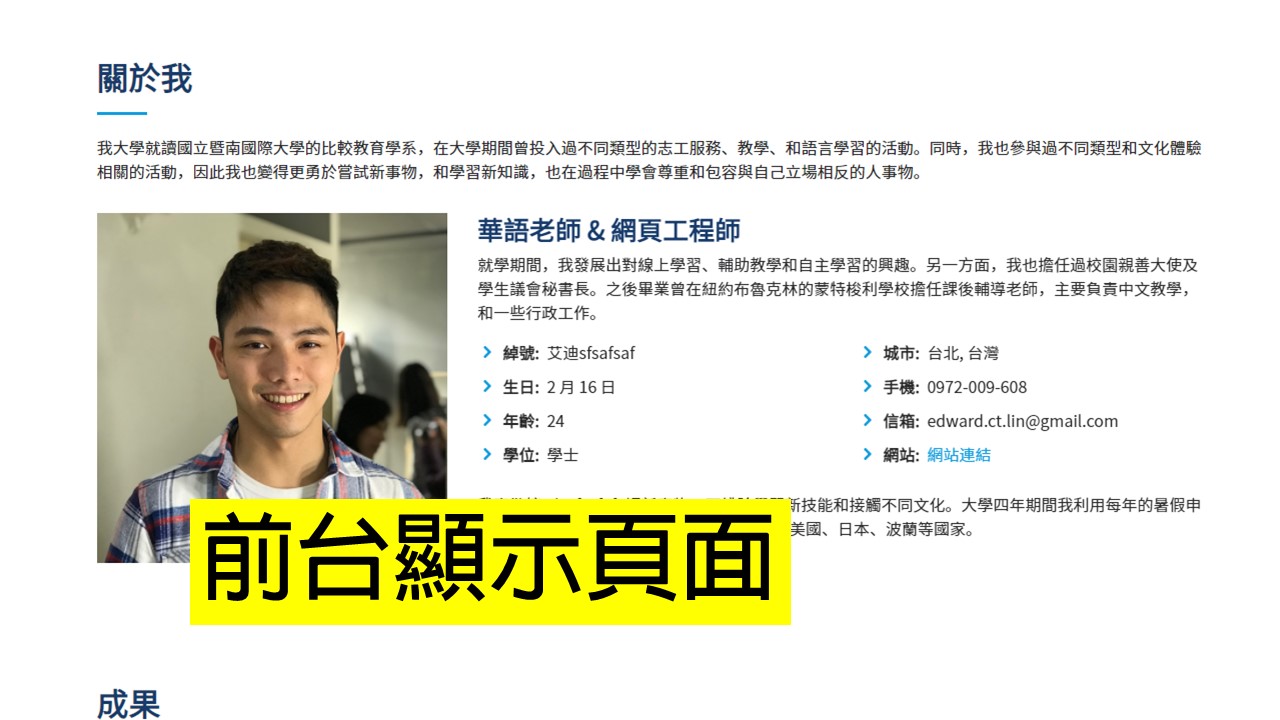 關於我
我大學就讀國立暨南國際大學的比較教育學系，在大學期間曾投入過不同類型的志工服務、教學、和語言學習的活動。同時，我也參與過不同類型和文化體驗
相關的活動，因此我也變得更勇於嘗試新事物，和學習新知識，也在過程中學會尊重和包容與自己立場相反的人事物。
華語老師 & 網頁工程師
就學期間，我發展出對線上學習、輔助教學和自主學習的興趣。另一方面，我也擔任過校園親善大使及
學生議會秘書長。之後畢業曾在紐約布魯克林的蒙特梭利學校擔任課後輔導老師，主要負責中文教學，
和一些行政工作。
綽號: 艾迪sfsafsaf
生日: 2 月 16 日
年齡: 24
學位: 學士
城市: 台北, 台灣
手機: 0972-009-608
信箱: edward.ct.lin@gmail.com
網站: 網站連結
新技能和接觸不同文化。大學四年期間我利用每年的暑假申
美國、日本、波蘭等國家。
前台顯示頁面
成果